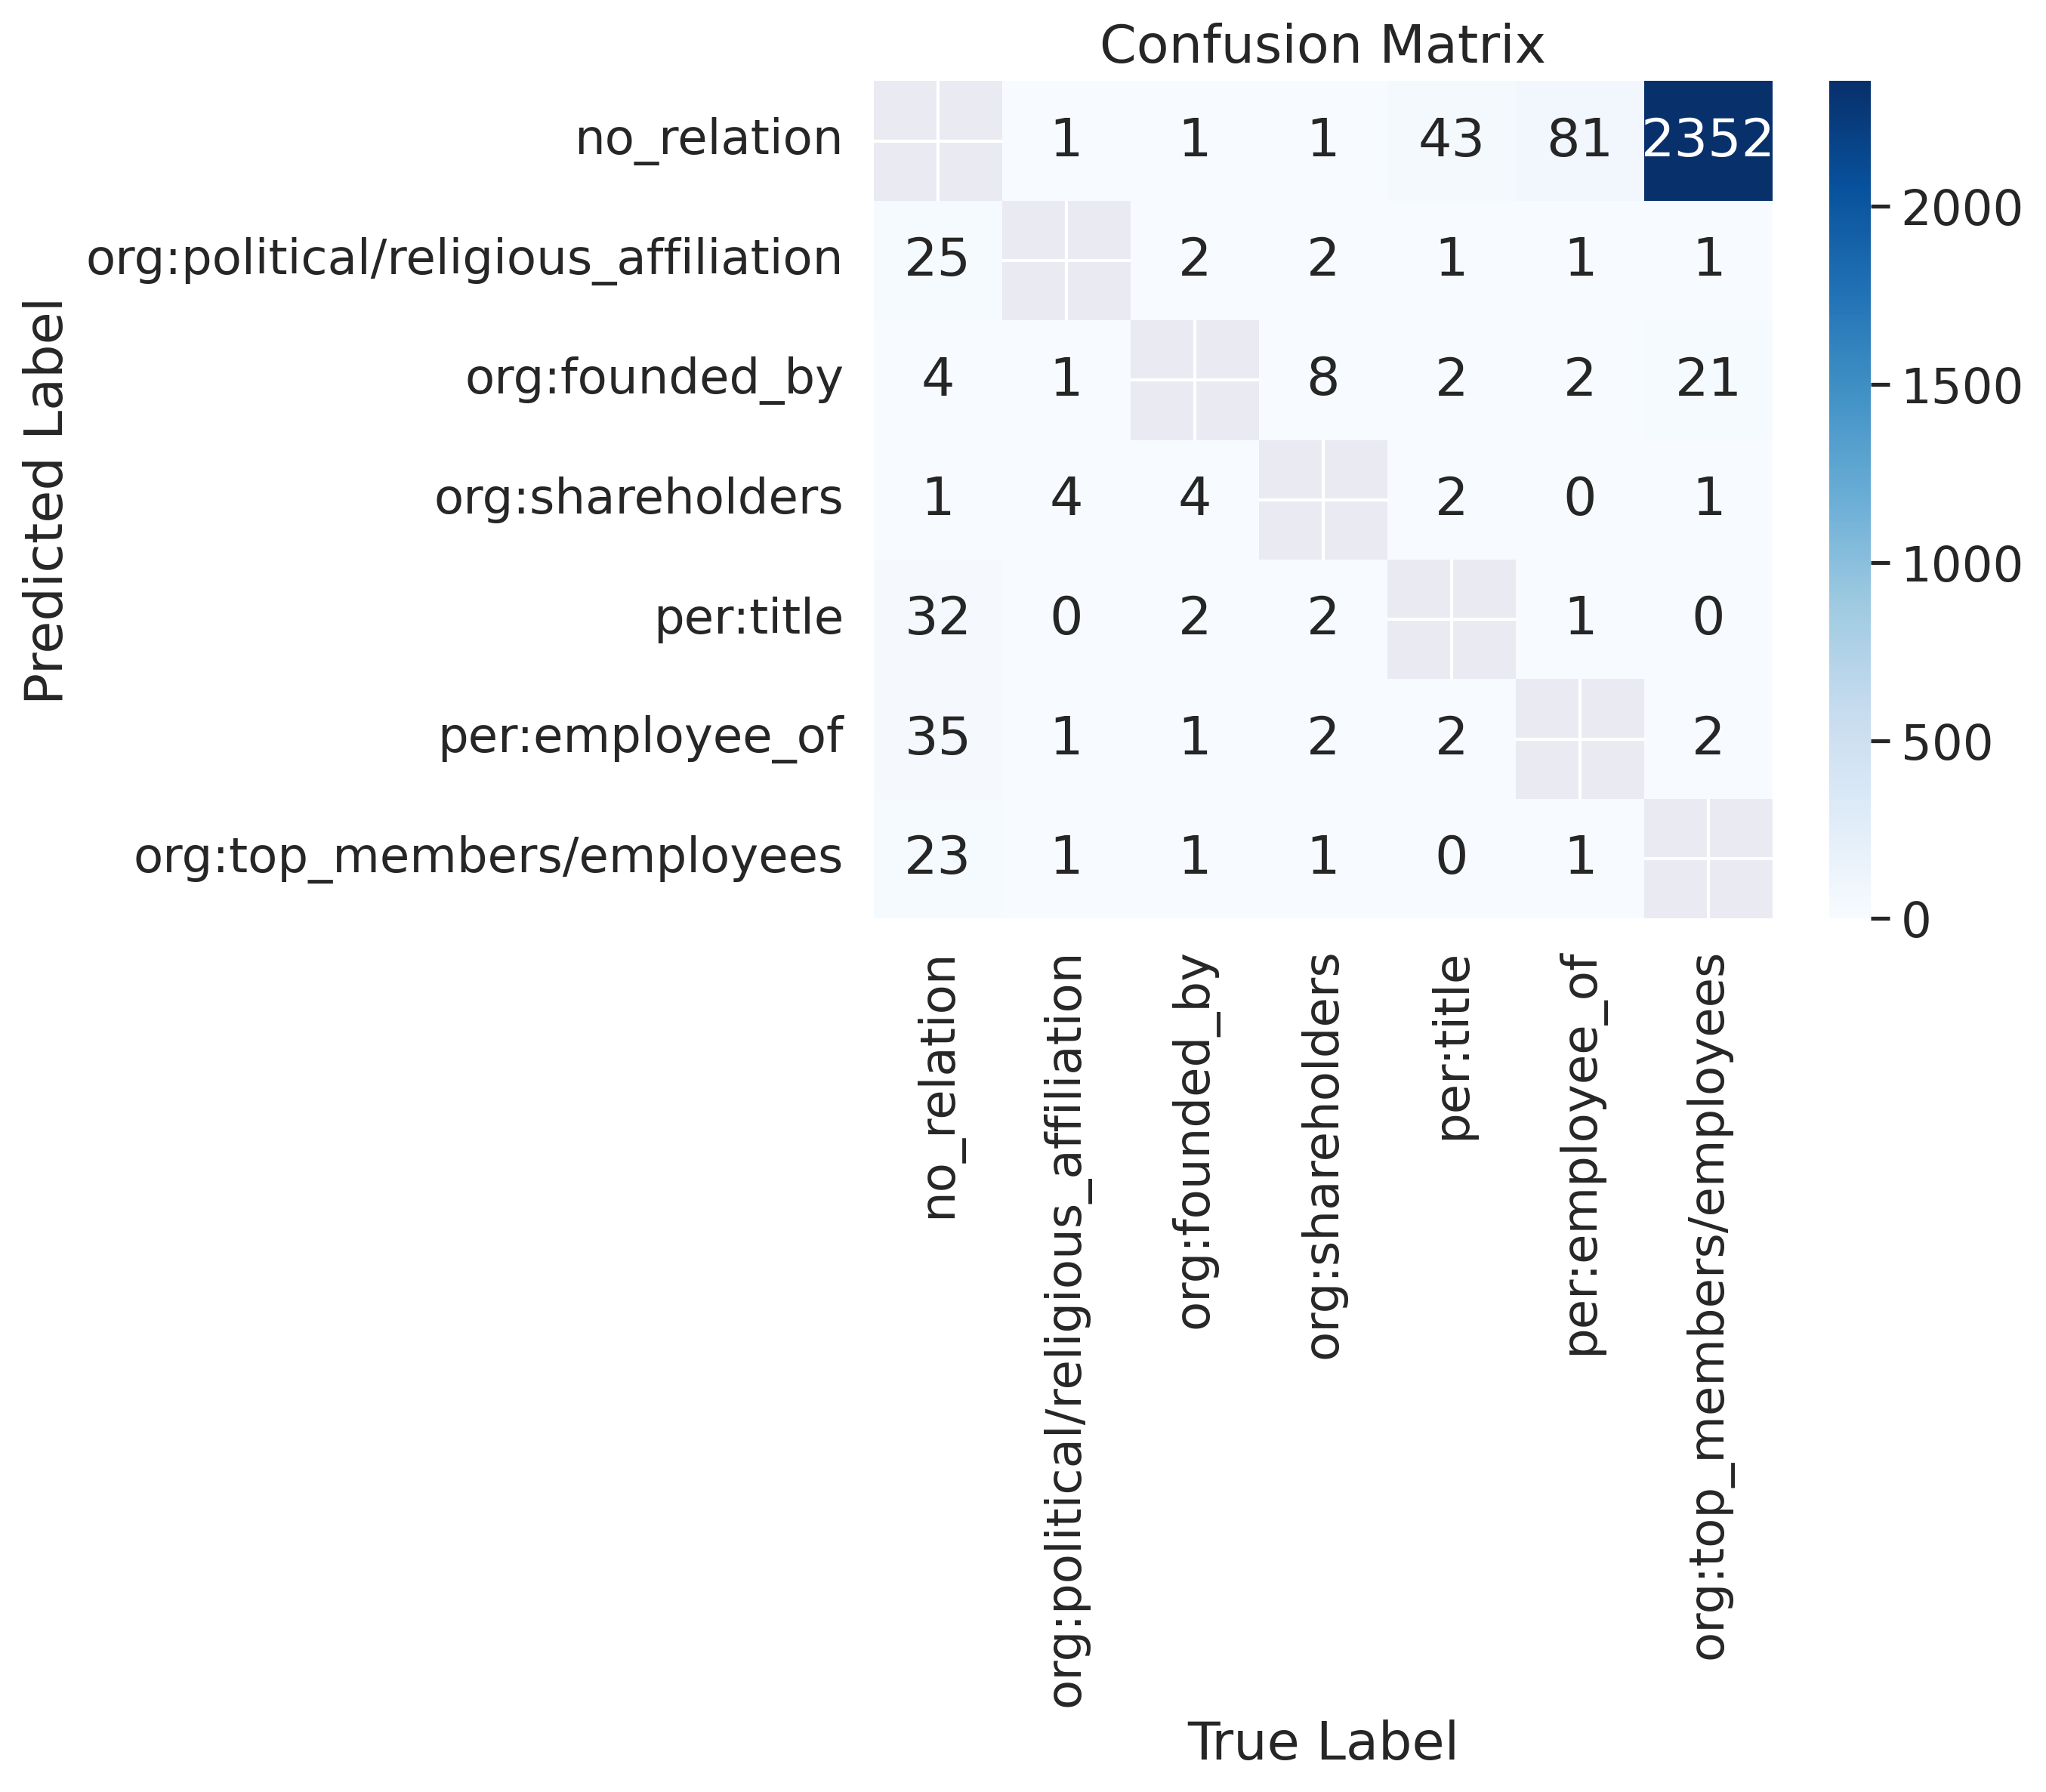 Confusion Matrix
Predicted Label
no_relation 1 1 1 43 81 2352
org:political/religious_affiliation 25 2 2 1 1 1
org:founded_by 4 1 8 2 2 21
org:shareholders 1 4 4 2 0 1
per:title 32 0 2 2 1 0
per:employee_of 35 1 1 2 2 2
org:top_members/employees 23 1 1 1 0 1
no_relation
org:political/religious_affiliation
org:founded_by
org:shareholders
per:title
per:employee_of
org:top_members/employees
True Label
2000
1500
1000
500
0